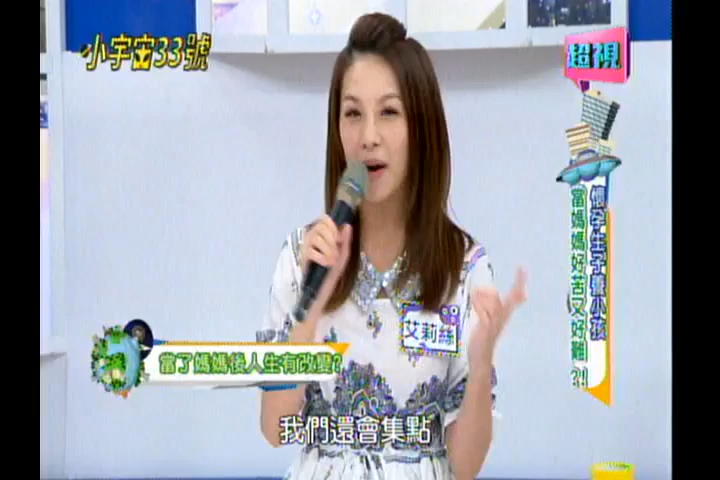 小宇宙33號
超視
懷孕生子養小孩
當媽媽好苦又好難?!
艾莉絲
當了媽媽後人生有改變?
我們還會集點